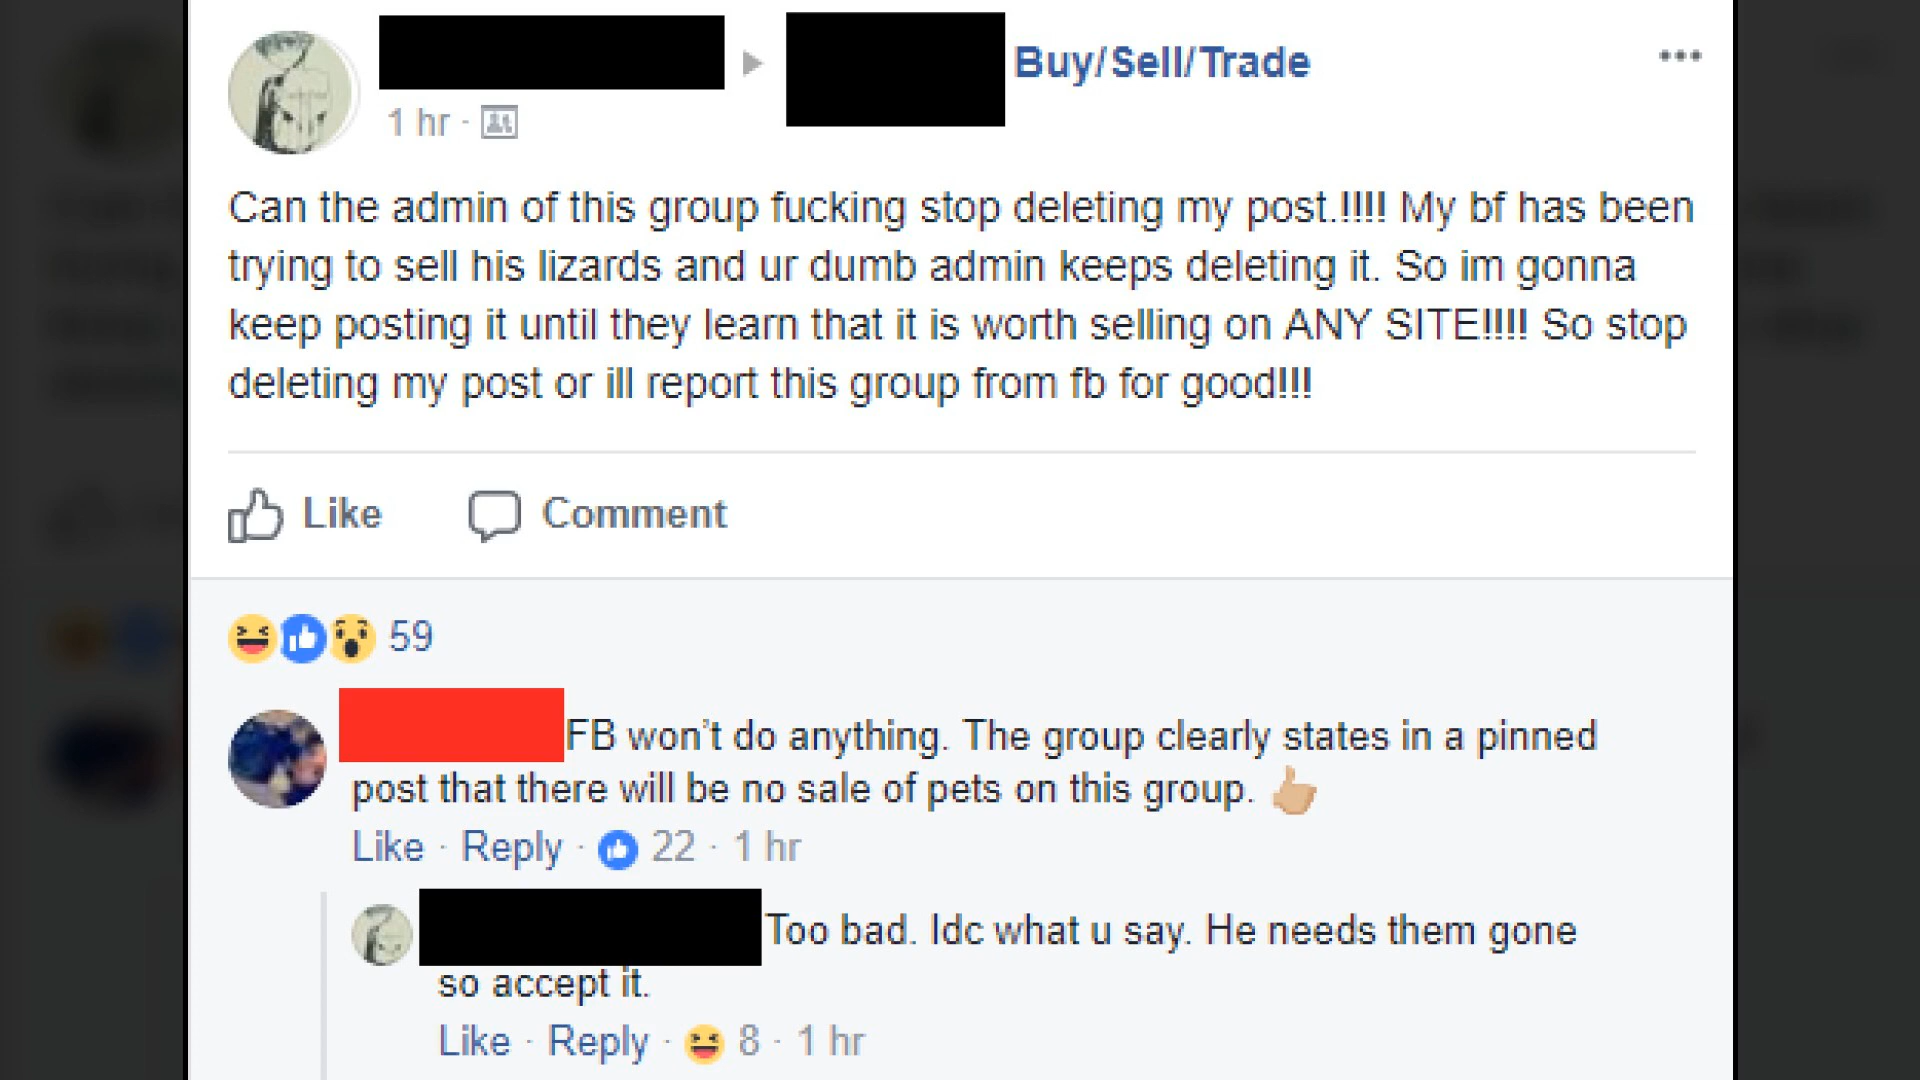 Buy/Sell/Trade
1 hr ·
Can the admin of this group fucking stop deleting my post.!!!! My bf has been
trying to sell his lizards and ur dumb admin keeps deleting it. So im gonna
keep posting it until they learn that it is worth selling on ANY SITE!!!! So stop
deleting my post or ill report this group from fb for good!!!
Like Comment
59
FB won't do anything. The group clearly states in a pinned
post that there will be no sale of pets on this group.
Like · Reply · 22 · 1 hr
Too bad. Idc what u say. He needs them gone
so accept it.
Like · Reply · 8 · 1 hr